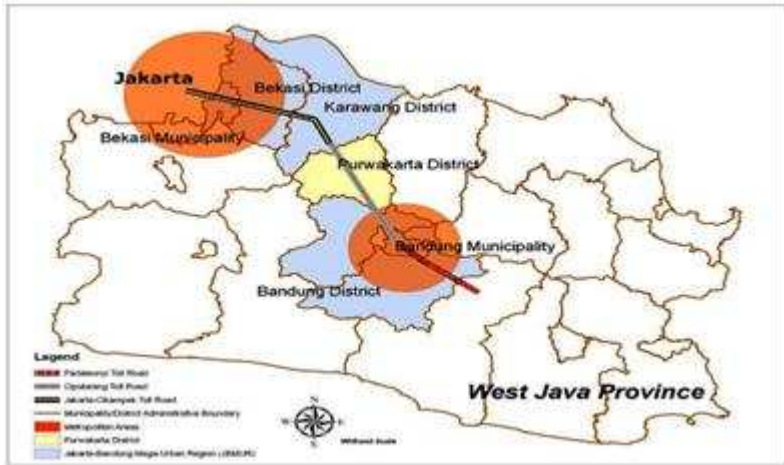 Jakarta
Bekasi District
Karawang District
Bekasi Municipality
Purwakarta District
Bandung Municipality
Bandung District
West Java Province
Legend
Padaleunyi Toll Road
Cipularang Toll Road
Jakarta-Cikampek Toll Road
Municipality/District Administrative Boundary
Metropolitan Areas
Purwakarta District
Jakarta-Bandung Mega Urban Region (JBMUR)
N
W
E
S
Without Scale